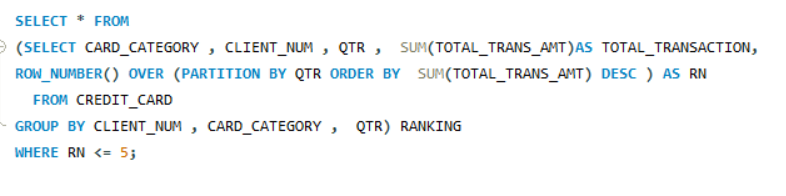 SELECT * FROM
(SELECT CARD_CATEGORY , CLIENT_NUM , QTR ,  SUM(TOTAL_TRANS_AMT)AS TOTAL_TRANSACTION,
ROW_NUMBER() OVER (PARTITION BY QTR ORDER BY  SUM(TOTAL_TRANS_AMT) DESC ) AS RN
  FROM CREDIT_CARD
GROUP BY CLIENT_NUM , CARD_CATEGORY ,  QTR) RANKING
WHERE RN <= 5;